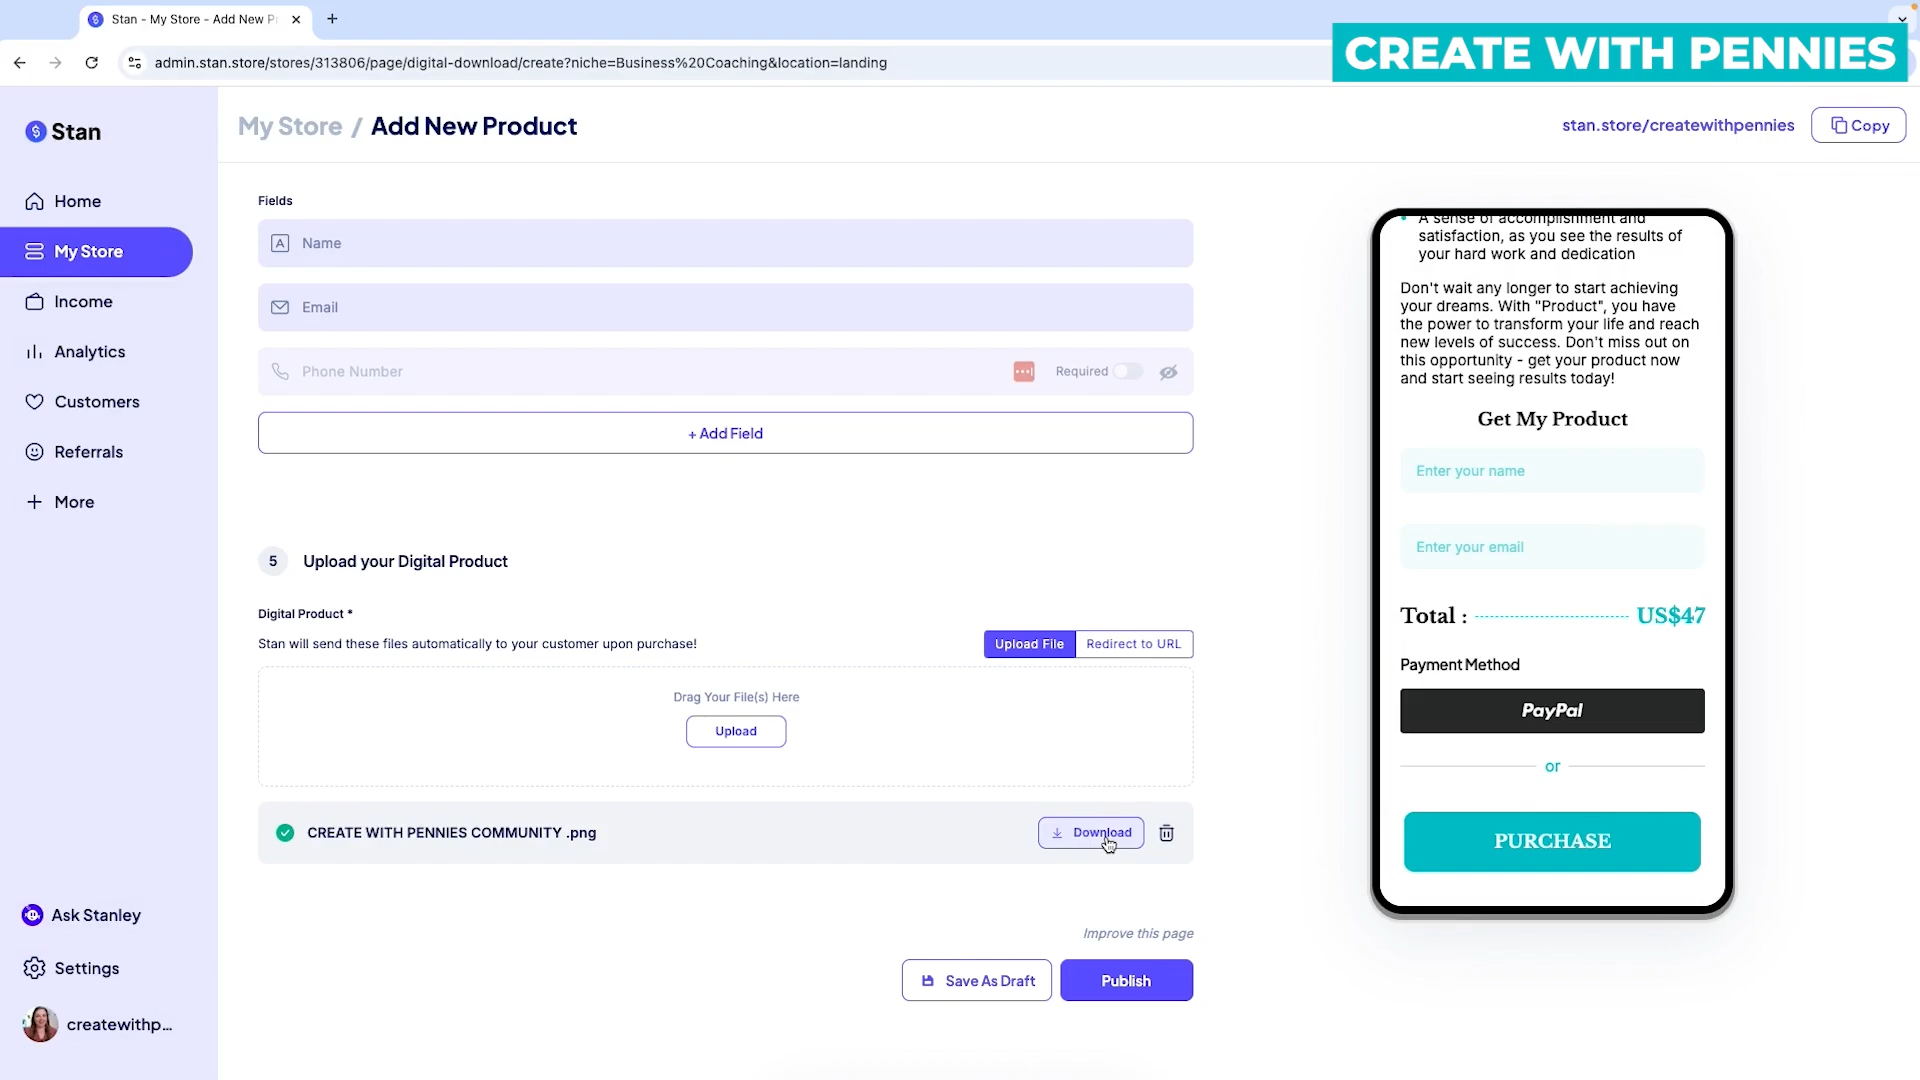 Stan - My Store - Add New P
CREATE WITH PENNIES
admin.stan.store/stores/313806/page/digital-download/create?niche=Business%20Coaching&location=landing
Stan
My Store / Add New Product
stan.store/createwithpennies
Copy
Home
My Store
Income
Analytics
Customers
Referrals
More
Ask Stanley
Settings
createwithp...
Fields
Name
Email
Phone Number
Required
+ Add Field
5
Upload your Digital Product
Digital Product *
Stan will send these files automatically to your customer upon purchase!
Upload File
Redirect to URL
Drag Your File(s) Here
Upload
CREATE WITH PENNIES COMMUNITY .png
Download
Improve this page
Save As Draft
Publish
A sense of accomplishment and
satisfaction, as you see the results of
your hard work and dedication
Don't wait any longer to start achieving
your dreams. With "Product", you have
the power to transform your life and reach
new levels of success. Don't miss out on
this opportunity - get your product now
and start seeing results today!
Get My Product
Enter your name
Enter your email
Total : US$47
Payment Method
PayPal
or
PURCHASE